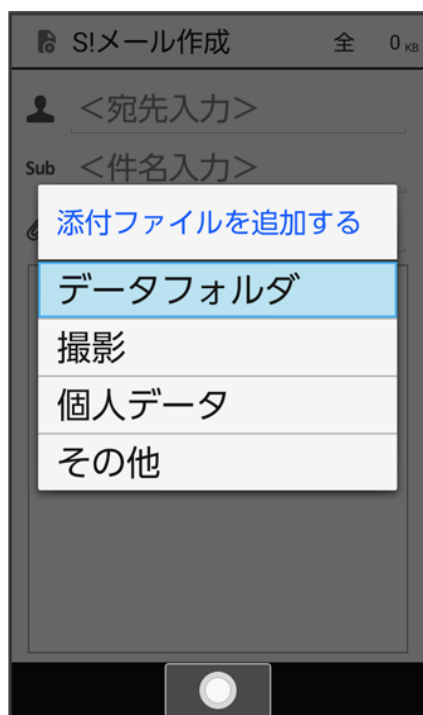 S!メール作成 全 0 KB
<宛先入力>
Sub <件名入力>
添付ファイルを追加する
データフォルダ
撮影
個人データ
その他